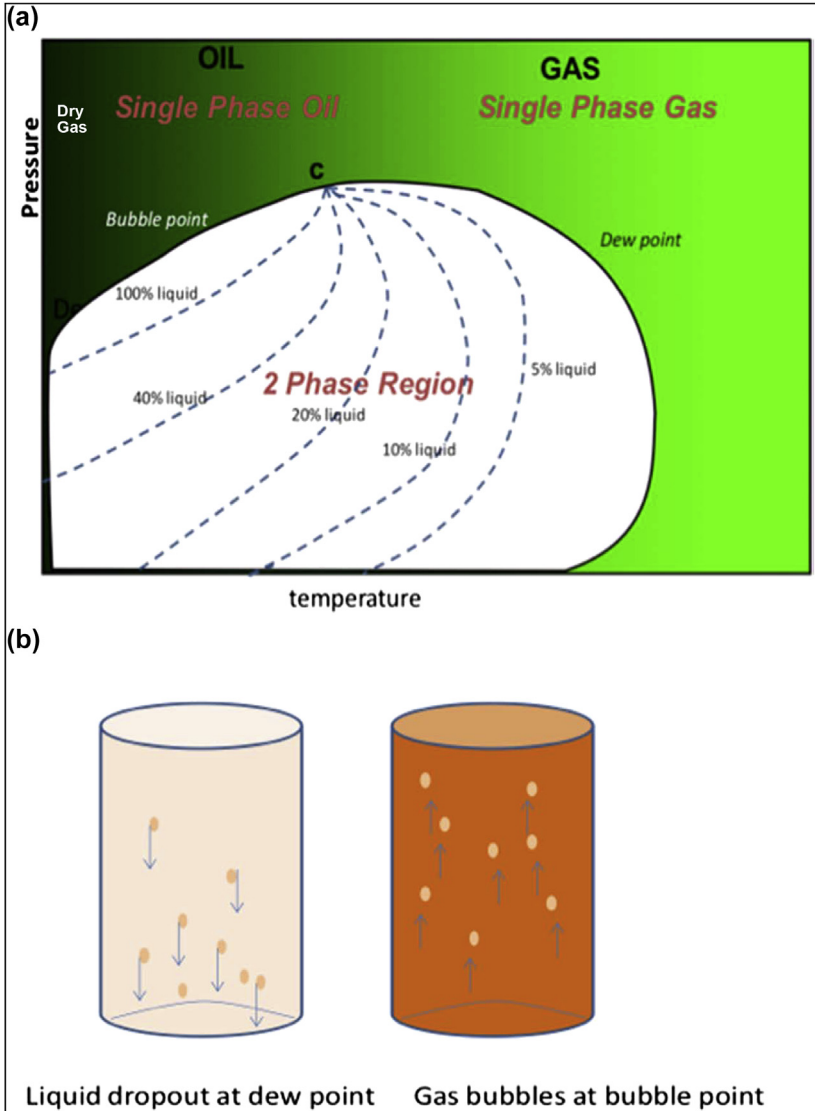 (a)
OIL
GAS
Single Phase Oil
Single Phase Gas
Dry
Gas
Pressure
c
Bubble point
Dew point
100% liquid
5% liquid
40% liquid
2 Phase Region
20% liquid
10% liquid
temperature
(b)
Liquid dropout at dew point
Gas bubbles at bubble point